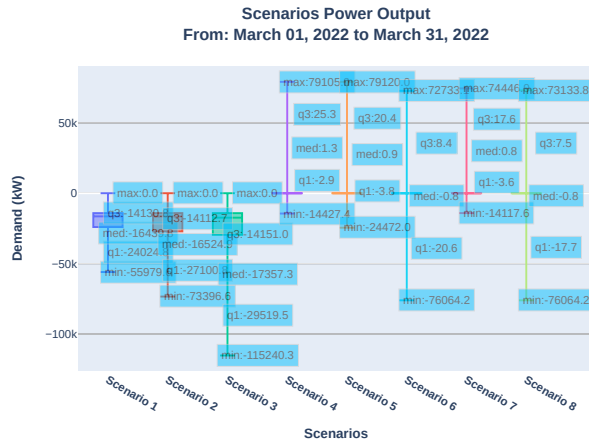 Scenarios Power Output
From: March 01, 2022 to March 31, 2022
max:79105
max:79120.0
max:72733.1
max:74446.
max:73133.8
q3:25.3
q3:20.4
q3:8.4
q3:17.6
q3:7.5
med:1.3
med:0.9
med:-0.8
med:0.8
med:-0.8
q1:-2.9
q1:-3.8
q1:-20.6
q1:-3.6
q1:-17.7
min:-14427.4
min:-24472.0
min:-76064.2
min:-14117.6
min:-76064.2
max:0.0
max:0.0
max:0.0
q3:-14130.
q3:-14112.7
q3:-14151.0
med:-16439.
med:-16524.
med:-17357.3
q1:-24024.
q1:-27100
q1:-29519.5
min:-55979.
min:-73396.6
min:-115240.3
50k
0
−50k
−100k
Demand (kW)
Scenario 1
Scenario 2
Scenario 3
Scenario 4
Scenario 5
Scenario 6
Scenario 7
Scenario 8
Scenarios